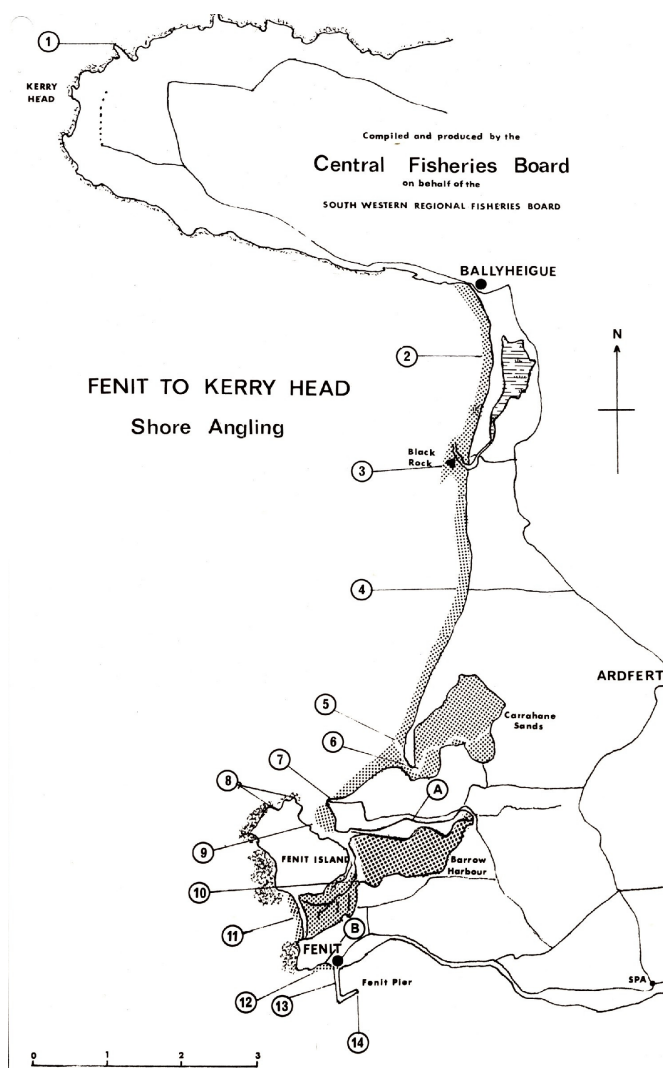 1
KERRY
HEAD
Compiled and produced by the
Central Fisheries Board
on behalf of the
SOUTH WESTERN REGIONAL FISHERIES BOARD
BALLYHEIGUE
N
2
FENIT TO KERRY HEAD
Shore Angling
Black
Rock
3
4
ARDFERT
5
Carrahane
Sands
6
7
8
A
9
FENIT ISLAND
Barrow
Harbour
10
11
B
FENIT
12
13
Fenit Pier
SPA
14
0 1 2 3